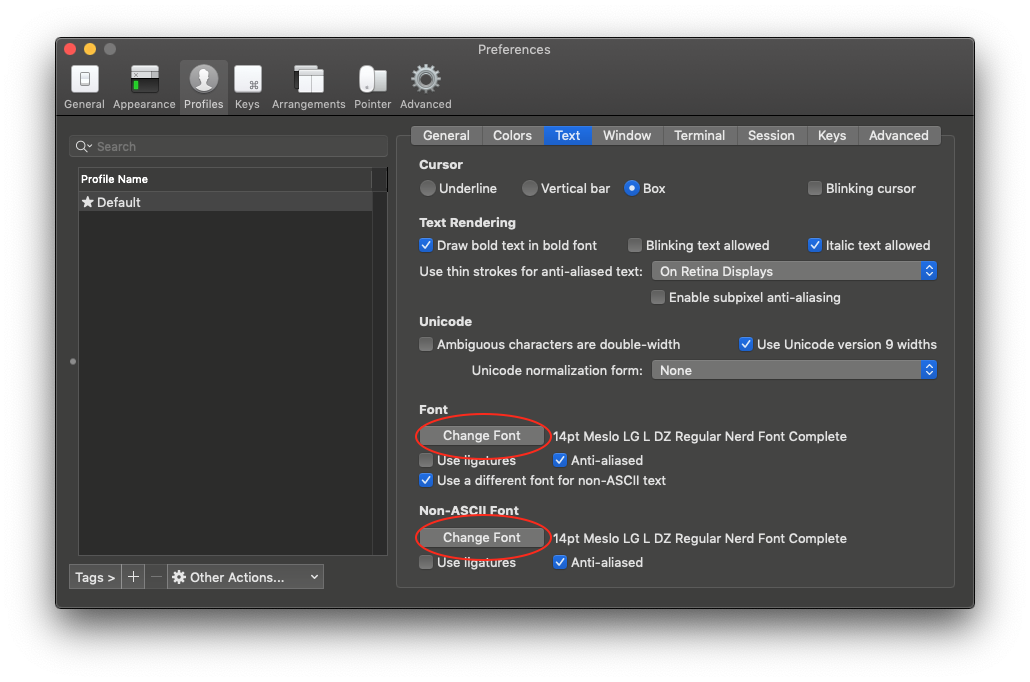 Preferences
General Appearance Profiles Keys Arrangements Pointer Advanced
General Colors Text Window Terminal Session Keys Advanced
Search
Profile Name
Default
Cursor
Underline Vertical bar Box Blinking cursor
Text Rendering
Draw bold text in bold font Blinking text allowed Italic text allowed
Use thin strokes for anti-aliased text: On Retina Displays
Enable subpixel anti-aliasing
Unicode
Ambiguous characters are double-width Use Unicode version 9 widths
Unicode normalization form: None
Font
Change Font 14pt Meslo LG L DZ Regular Nerd Font Complete
Use ligatures Anti-aliased
Use a different font for non-ASCII text
Non-ASCII Font
Change Font 14pt Meslo LG L DZ Regular Nerd Font Complete
Use ligatures Anti-aliased
Tags > + − Other Actions...